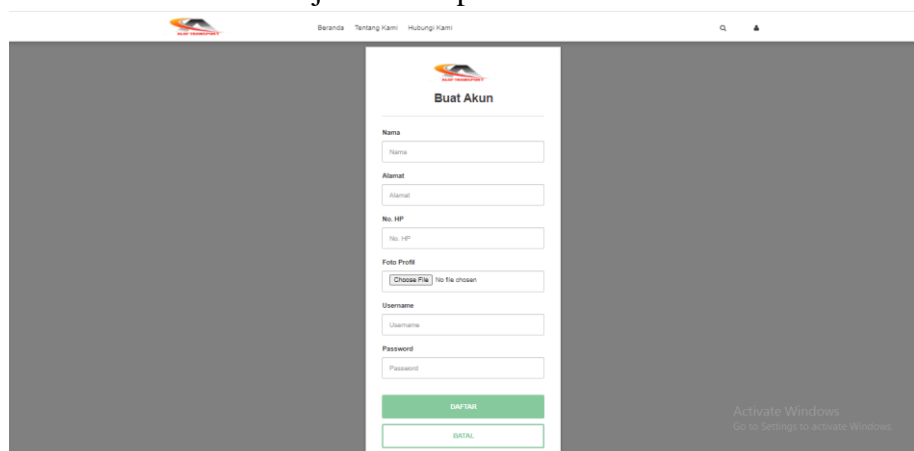 Beranda Tentang Kami Hubungi Kami
Buat Akun
Nama
Nama
Alamat
Alamat
No. HP
No. HP
Foto Profil
Choose File No file chosen
Username
Username
Password
Password
DAFTAR
BATAL
Activate Windows
Go to Settings to activate Windows.